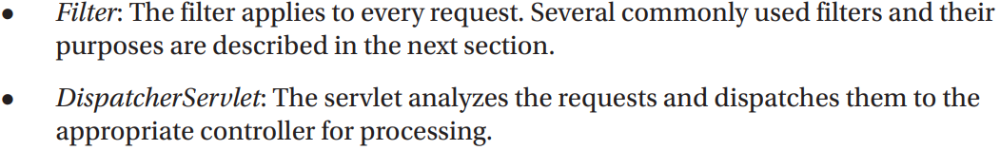 ● Filter: The filter applies to every request. Several commonly used filters and their
purposes are described in the next section.
● DispatcherServlet: The servlet analyzes the requests and dispatches them to the
appropriate controller for processing.